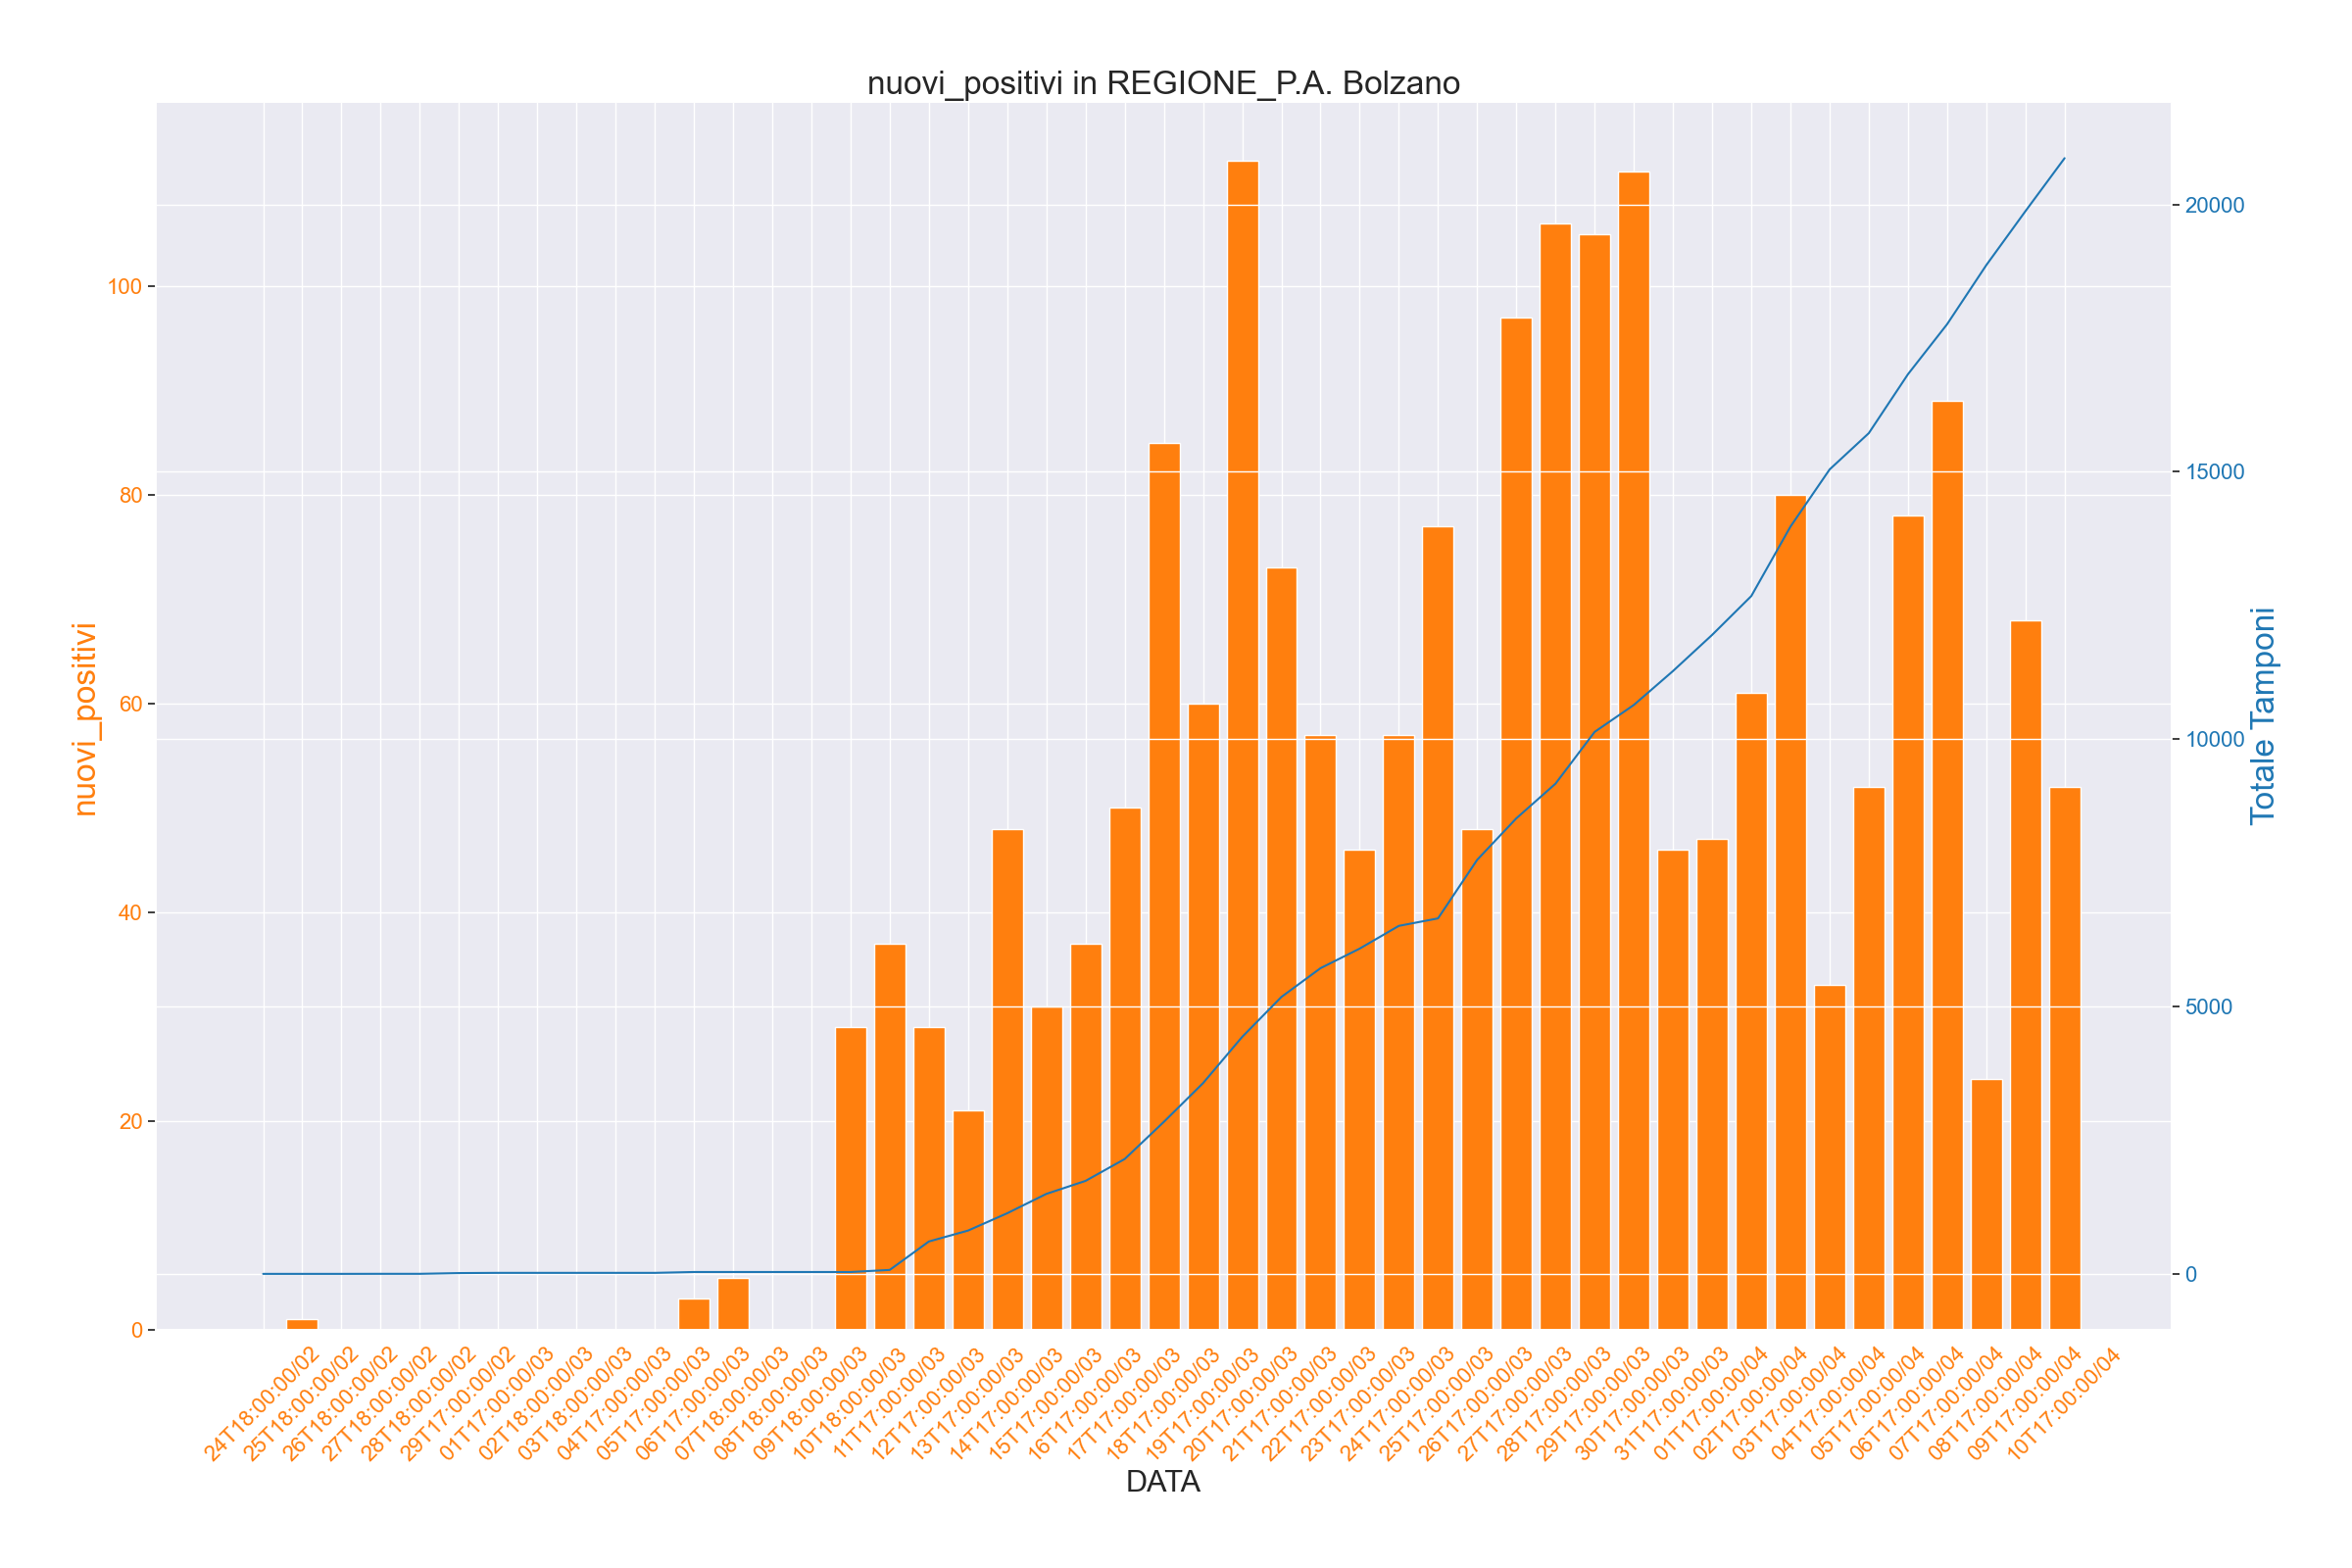 nuovi_positivi in REGIONE_P.A. Bolzano
100
80
60
40
20
0
nuovi_positivi
20000
15000
10000
5000
0
Totale Tamponi
24T18:00:00/02
25T18:00:00/02
26T18:00:00/02
27T18:00:00/02
28T18:00:00/02
29T17:00:00/02
01T17:00:00/03
02T18:00:00/03
03T18:00:00/03
04T17:00:00/03
05T17:00:00/03
06T17:00:00/03
07T18:00:00/03
08T18:00:00/03
09T18:00:00/03
10T18:00:00/03
11T17:00:00/03
12T17:00:00/03
13T17:00:00/03
14T17:00:00/03
15T17:00:00/03
16T17:00:00/03
17T17:00:00/03
18T17:00:00/03
19T17:00:00/03
20T17:00:00/03
21T17:00:00/03
22T17:00:00/03
23T17:00:00/03
24T17:00:00/03
25T17:00:00/03
26T17:00:00/03
27T17:00:00/03
28T17:00:00/03
29T17:00:00/03
30T17:00:00/03
31T17:00:00/03
01T17:00:00/04
02T17:00:00/04
03T17:00:00/04
04T17:00:00/04
05T17:00:00/04
06T17:00:00/04
07T17:00:00/04
08T17:00:00/04
09T17:00:00/04
10T17:00:00/04
DATA